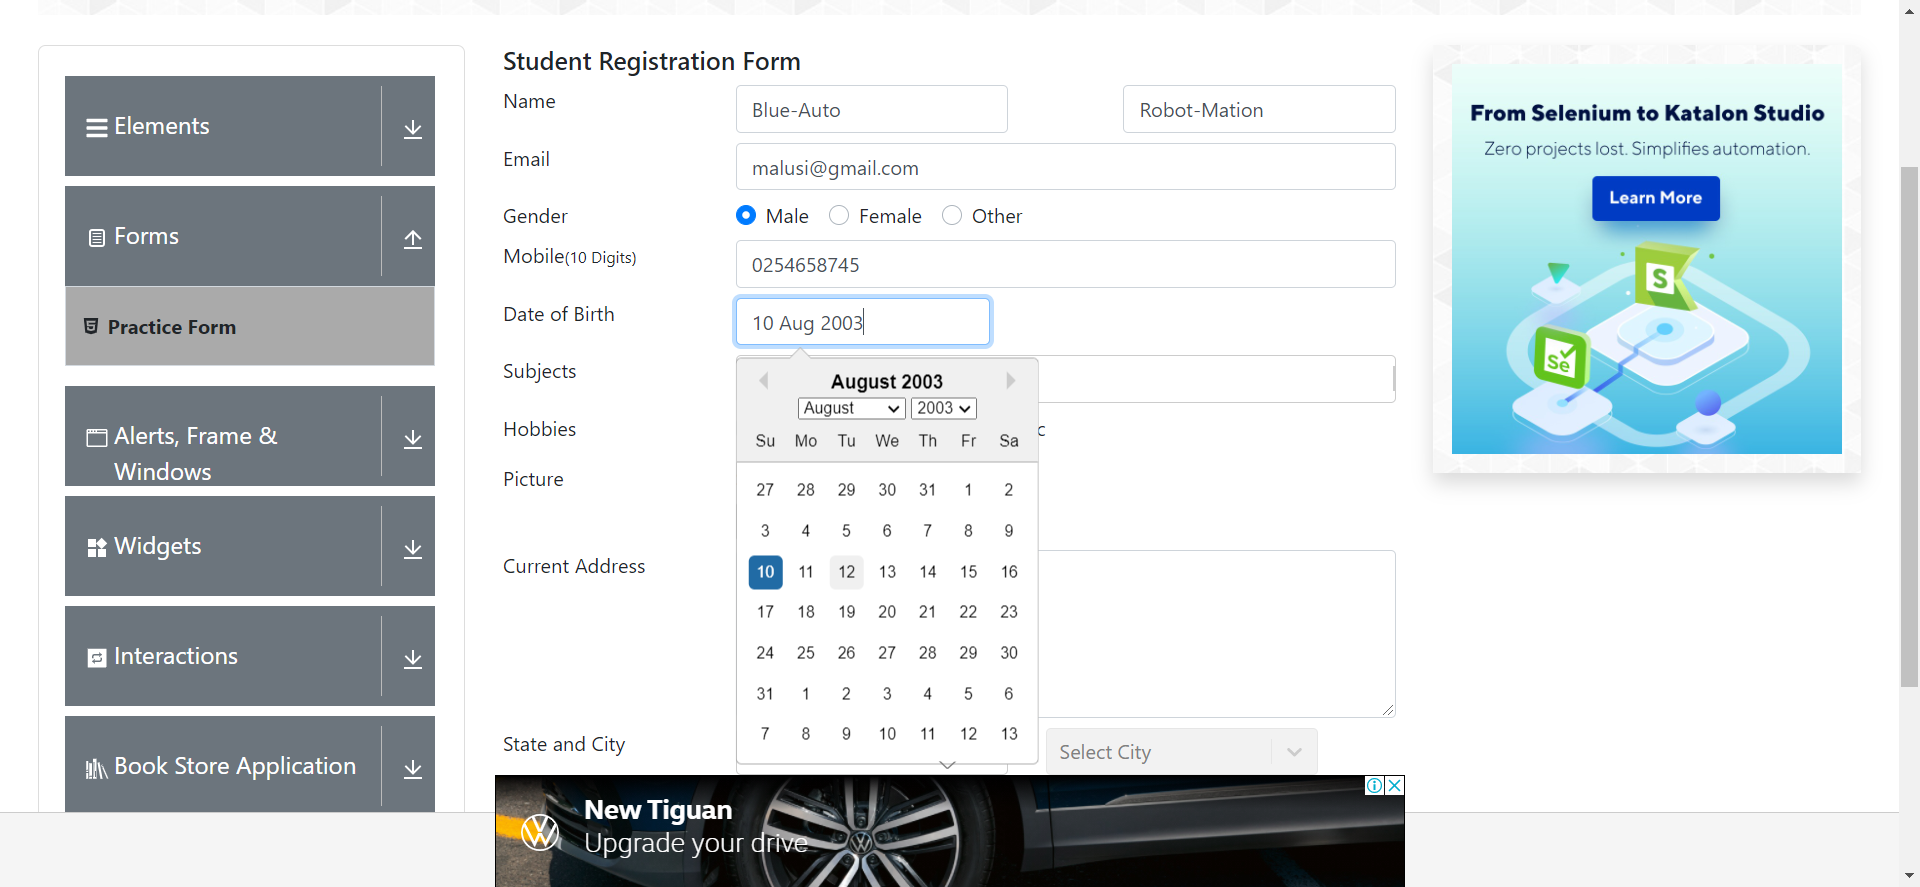 Elements
Forms
Practice Form
Alerts, Frame &
Windows
Widgets
Interactions
Book Store Application
Student Registration Form
Name
Blue-Auto
Robot-Mation
Email
malusi@gmail.com
Gender
Male
Female
Other
Mobile(10 Digits)
0254658745
Date of Birth
10 Aug 2003
Subjects
August 2003
August
2003
Su Mo Tu We Th Fr Sa
27 28 29 30 31 1 2
3 4 5 6 7 8 9
10 11 12 13 14 15 16
17 18 19 20 21 22 23
24 25 26 27 28 29 30
31 1 2 3 4 5 6
7 8 9 10 11 12 13
Hobbies
c
Picture
Current Address
State and City
Select City
New Tiguan
Upgrade your drive
From Selenium to Katalon Studio
Zero projects lost. Simplifies automation.
Learn More
S
Se